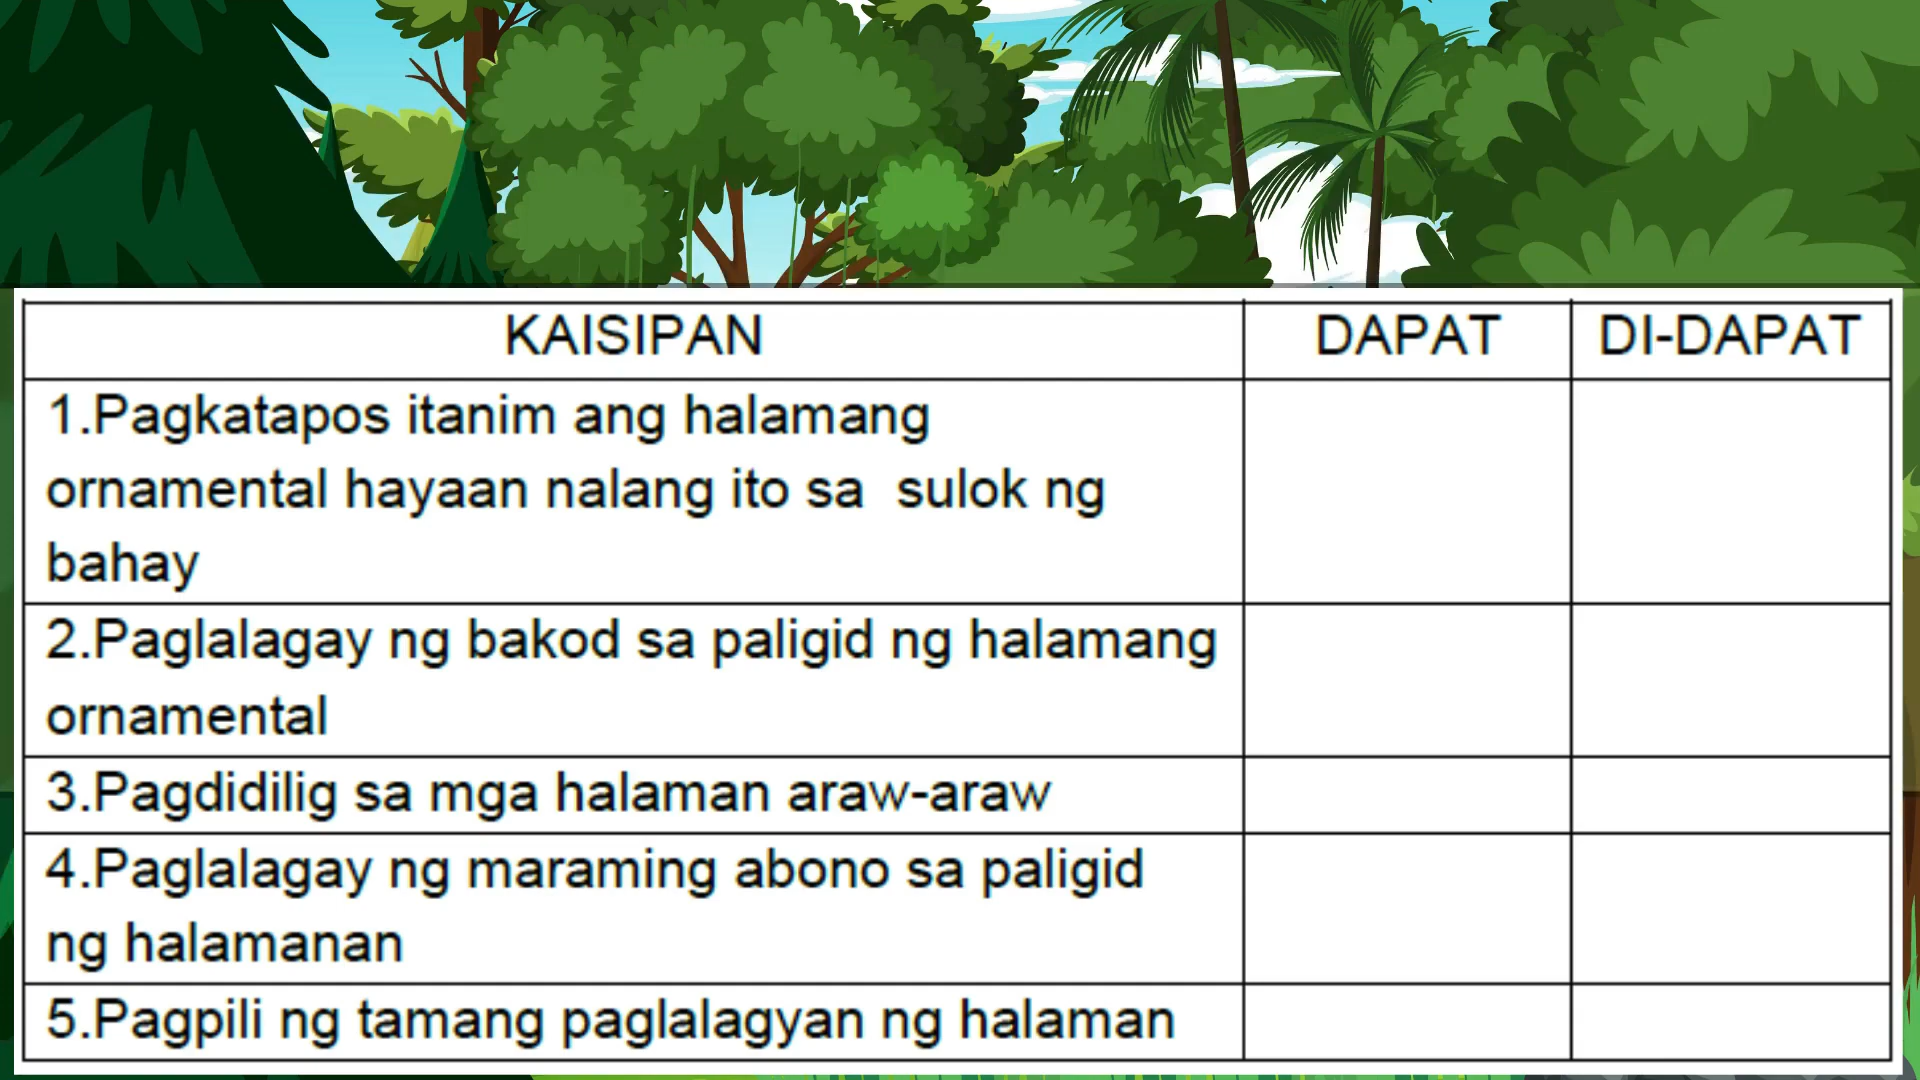 KAISIPAN DAPAT DI-DAPAT
1.Pagkatapos itanim ang halamang
ornamental hayaan nalang ito sa sulok ng
bahay
2.Paglalagay ng bakod sa paligid ng halamang
ornamental
3.Pagdidilig sa mga halaman araw-araw
4.Paglalagay ng maraming abono sa paligid
ng halamanan
5.Pagpili ng tamang paglalagyan ng halaman